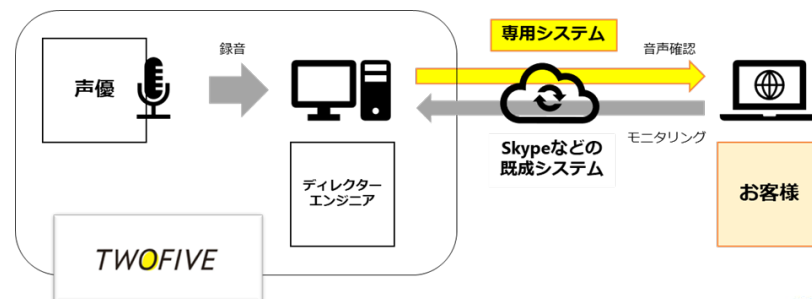 専用システム
録音
音声確認
声優
モニタリング
Skypeなどの
既成システム
ディレクター
エンジニア
お客様
TWOFIVE